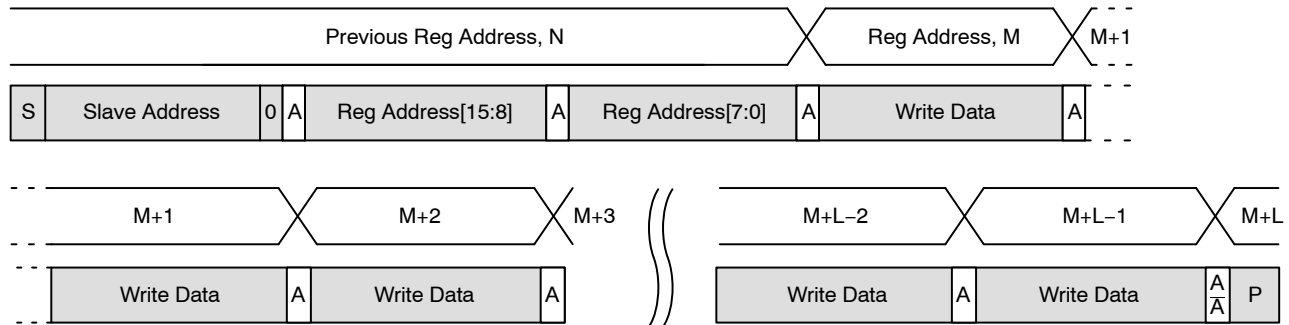 Previous Reg Address, N Reg Address, M M+1
S Slave Address 0 A Reg Address[15:8] A Reg Address[7:0] A Write Data A
M+1 M+2 M+3 M+L−2 M+L−1 M+L
Write Data A Write Data A Write Data A Write Data A A̅ P